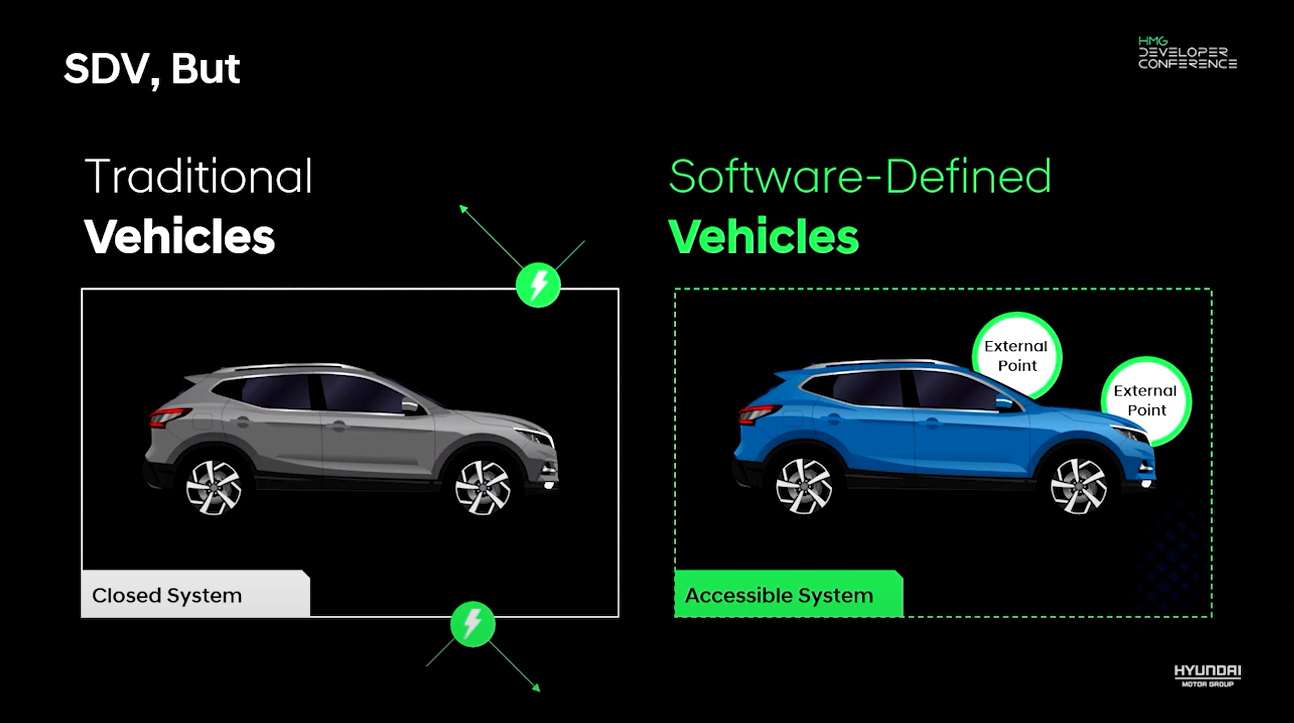 SDV, But
HMG
DEVELOPER
CONFERENCE
Traditional
Vehicles
Closed System
Software-Defined
Vehicles
External
Point
External
Point
Accessible System
HYUNDAI
MOTOR GROUP